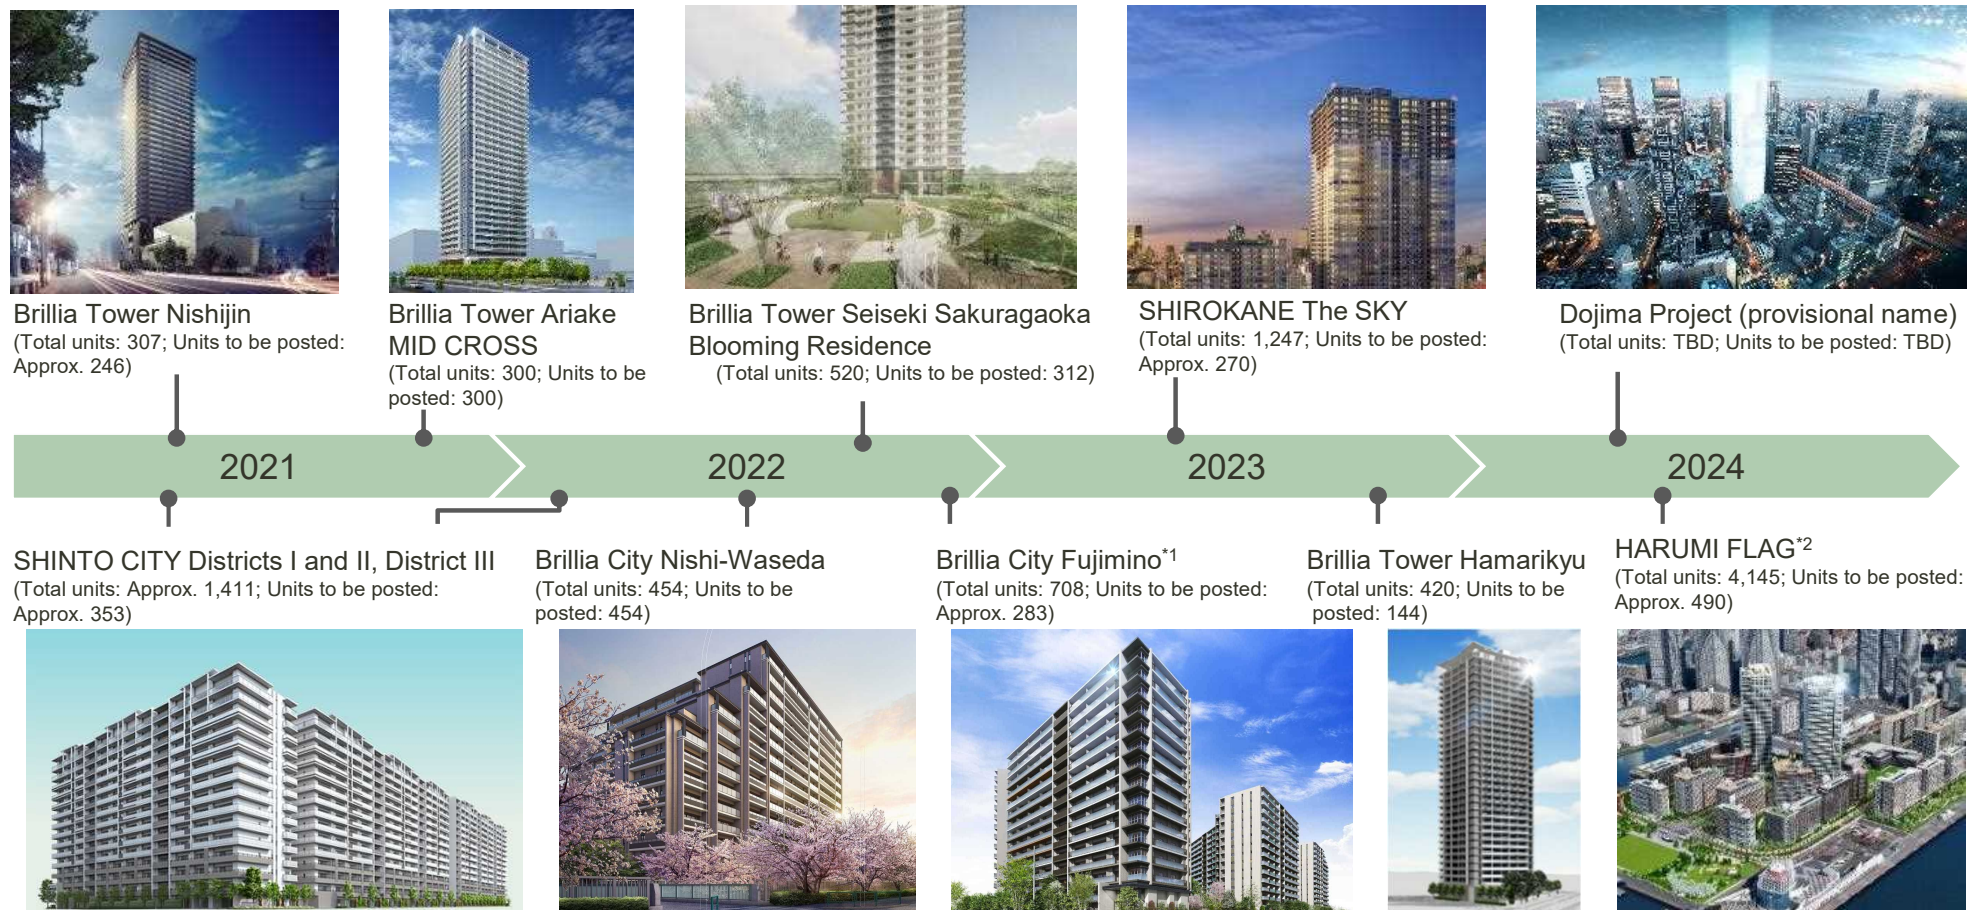 Brillia Tower Nishijin
(Total units: 307; Units to be posted:
Approx. 246)
Brillia Tower Ariake
MID CROSS
(Total units: 300; Units to be
posted: 300)
Brillia Tower Seiseki Sakuragaoka
Blooming Residence
(Total units: 520; Units to be posted: 312)
SHIROKANE The SKY
(Total units: 1,247; Units to be posted:
Approx. 270)
Dojima Project (provisional name)
(Total units: TBD; Units to be posted: TBD)
2021
2022
2023
2024
SHINTO CITY Districts I and II, District III
(Total units: Approx. 1,411; Units to be posted:
Approx. 353)
Brillia City Nishi-Waseda
(Total units: 454; Units to be
posted: 454)
Brillia City Fujimino*1
(Total units: 708; Units to be posted:
Approx. 283)
Brillia Tower Hamarikyu
(Total units: 420; Units to be
posted: 144)
HARUMI FLAG*2
(Total units: 4,145; Units to be posted:
Approx. 490)